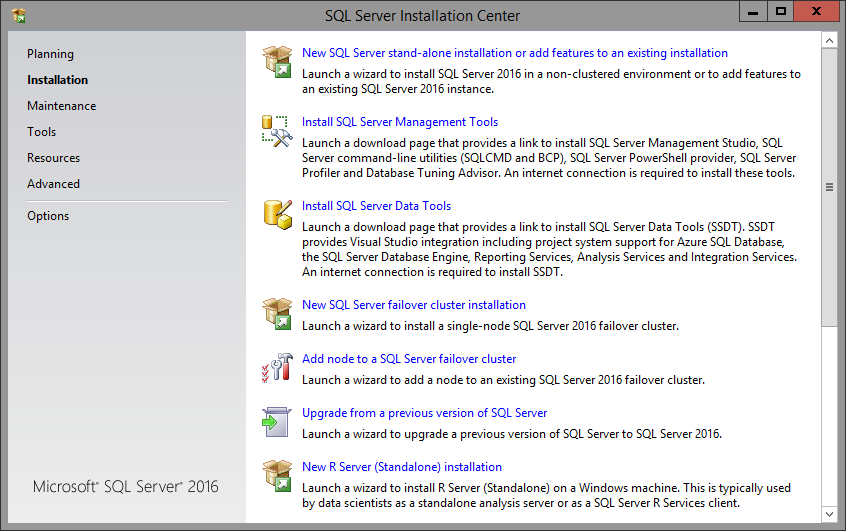 SQL Server Installation Center
Planning
Installation
Maintenance
Tools
Resources
Advanced
Options
Microsoft® SQL Server® 2016
New SQL Server stand-alone installation or add features to an existing installation
Launch a wizard to install SQL Server 2016 in a non-clustered environment or to add features to
an existing SQL Server 2016 instance.
Install SQL Server Management Tools
Launch a download page that provides a link to install SQL Server Management Studio, SQL
Server command-line utilities (SQLCMD and BCP), SQL Server PowerShell provider, SQL Server
Profiler and Database Tuning Advisor. An internet connection is required to install these tools.
Install SQL Server Data Tools
Launch a download page that provides a link to install SQL Server Data Tools (SSDT). SSDT
provides Visual Studio integration including project system support for Azure SQL Database,
the SQL Server Database Engine, Reporting Services, Analysis Services and Integration Services.
An internet connection is required to install SSDT.
New SQL Server failover cluster installation
Launch a wizard to install a single-node SQL Server 2016 failover cluster.
Add node to a SQL Server failover cluster
Launch a wizard to add a node to an existing SQL Server 2016 failover cluster.
Upgrade from a previous version of SQL Server
Launch a wizard to upgrade a previous version of SQL Server to SQL Server 2016.
New R Server (Standalone) installation
Launch a wizard to install R Server (Standalone) on a Windows machine. This is typically used
by data scientists as a standalone analysis server or as a SQL Server R Services client.